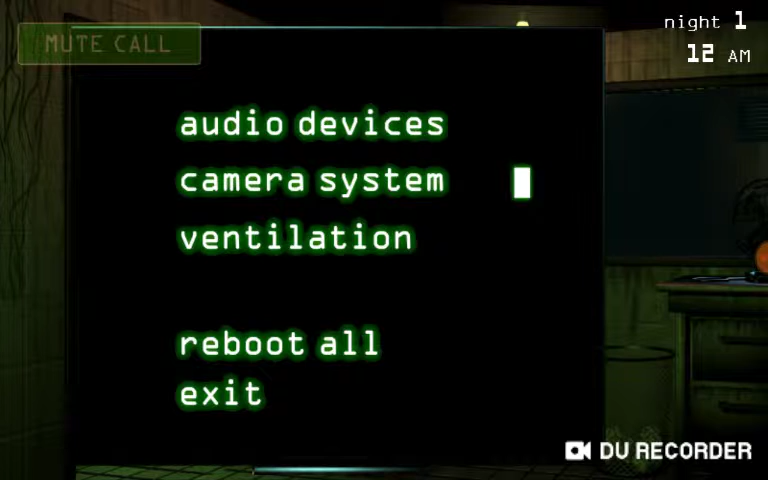 MUTE CALL
night 1
12 AM
audio devices
camera system
ventilation
reboot all
exit
DU RECORDER